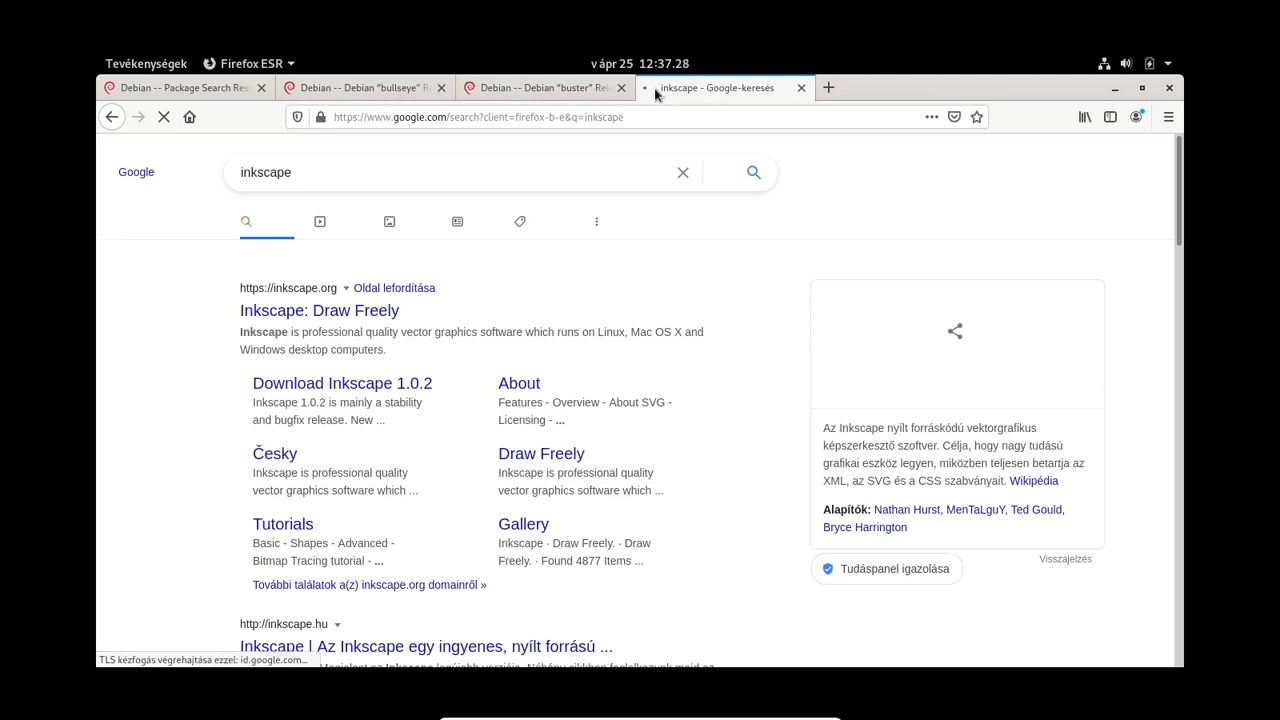 Tevékenységek Firefox ESR v ápr 25 12:37.28
Debian -- Package Search Res Debian -- Debian “bullseye” R Debian -- Debian “buster” Rel inkscape - Google-keresés
https://www.google.com/search?client=firefox-b-e&q=inkscape
Google
inkscape
https://inkscape.org Oldal lefordítása
Inkscape: Draw Freely
Inkscape is professional quality vector graphics software which runs on Linux, Mac OS X and
Windows desktop computers.
Download Inkscape 1.0.2
Inkscape 1.0.2 is mainly a stability
and bugfix release. New ...
About
Features - Overview - About SVG -
Licensing - ...
Česky
Inkscape is professional quality
vector graphics software which ...
Draw Freely
Inkscape is professional quality
vector graphics software which ...
Tutorials
Basic - Shapes - Advanced -
Bitmap Tracing tutorial - ...
Gallery
Inkscape · Draw Freely. · Draw
Freely. · Found 4877 Items ...
További találatok a(z) inkscape.org domainről »
http://inkscape.hu
Inkscape | Az Inkscape egy ingyenes, nyílt forrású ...
Az Inkscape nyílt forráskódú vektorgrafikus
képszerkesztő szoftver. Célja, hogy nagy tudású
grafikai eszköz legyen, miközben teljesen betartja az
XML, az SVG és a CSS szabványait. Wikipédia
Alapítók: Nathan Hurst, MenTaLguY, Ted Gould,
Bryce Harrington
Visszajelzés
Tudáspanel igazolása
TLS kézfogás végrehajtása ezzel: id.google.com...